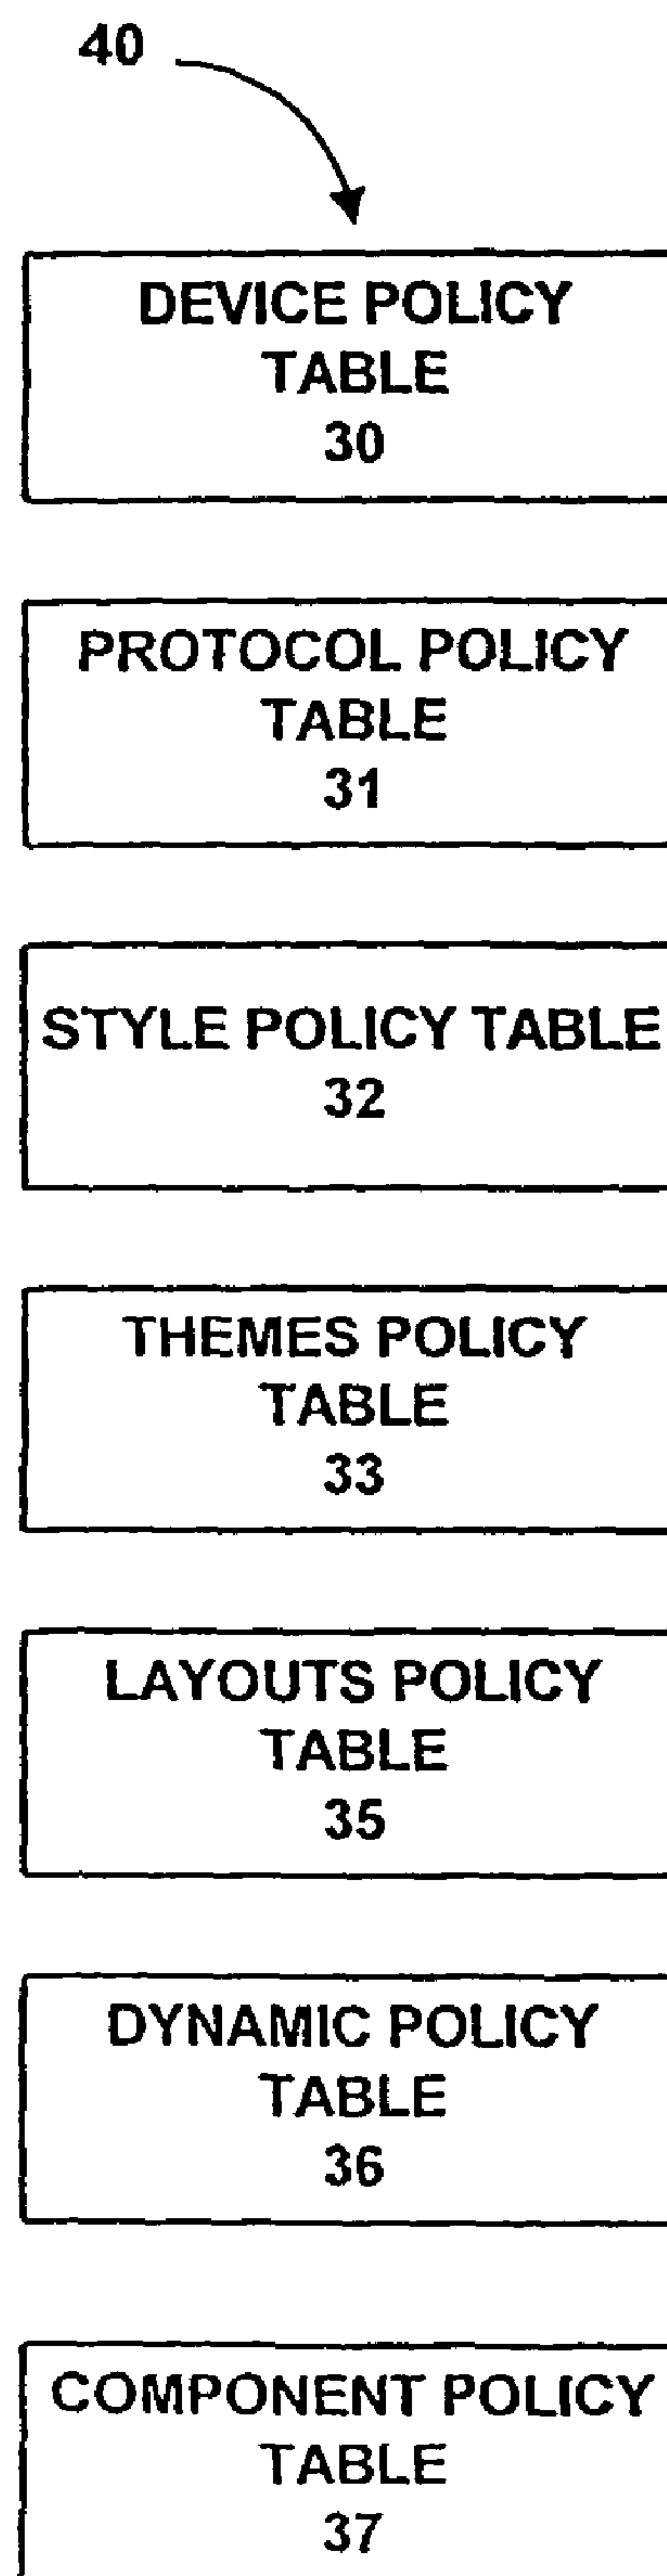 40
DEVICE POLICY
TABLE
30
PROTOCOL POLICY
TABLE
31
STYLE POLICY TABLE
32
THEMES POLICY
TABLE
33
LAYOUTS POLICY
TABLE
35
DYNAMIC POLICY
TABLE
36
COMPONENT POLICY
TABLE
37